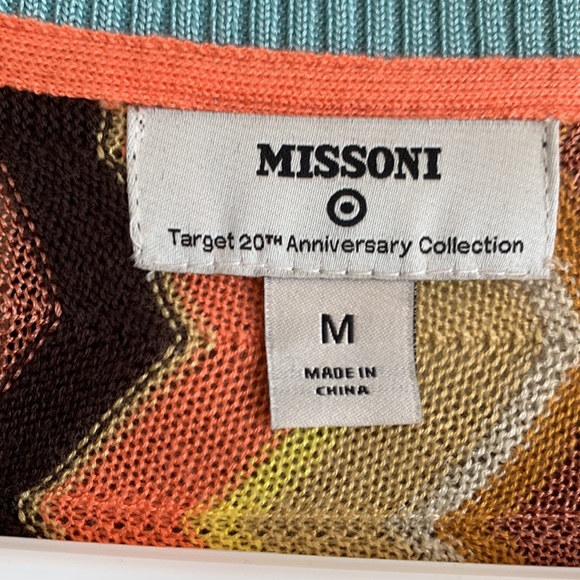 MISSONI
Target 20TH Anniversary Collection
M
MADE IN
CHINA